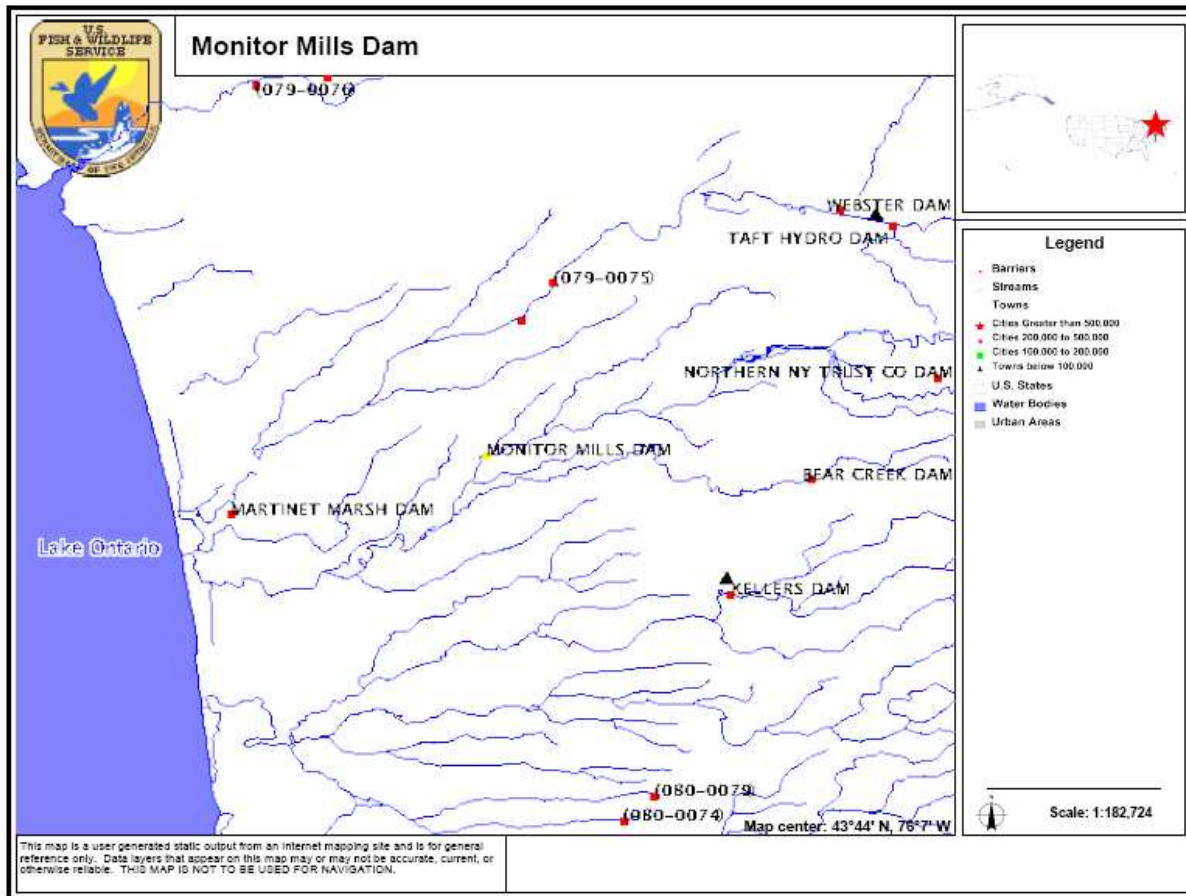 U.S.
FISH & WILDLIFE
SERVICE
DEPARTMENT OF THE INTERIOR
Monitor Mills Dam
(079-0076)
WEBSTER DAM
TAFT HYDRO DAM
(079-0075)
NORTHERN NY TRUST CO DAM
MONITOR MILLS DAM
BEAR CREEK DAM
MARTINET MARSH DAM
Lake Ontario
KELLERS DAM
(080-0079)
(080-0074)
Map center: 43°44' N, 76°7' W
Legend
Barriers
Streams
Towns
Cities Greater than 500,000
Cities 200,000 to 500,000
Cities 100,000 to 200,000
Towns below 100,000
U.S. States
Water Bodies
Urban Areas
N
Scale: 1:182,724
This map is a user generated static output from an Internet mapping site and is for general
reference only. Data layers that appear on this map may or may not be accurate, current, or
otherwise reliable. THIS MAP IS NOT TO BE USED FOR NAVIGATION.